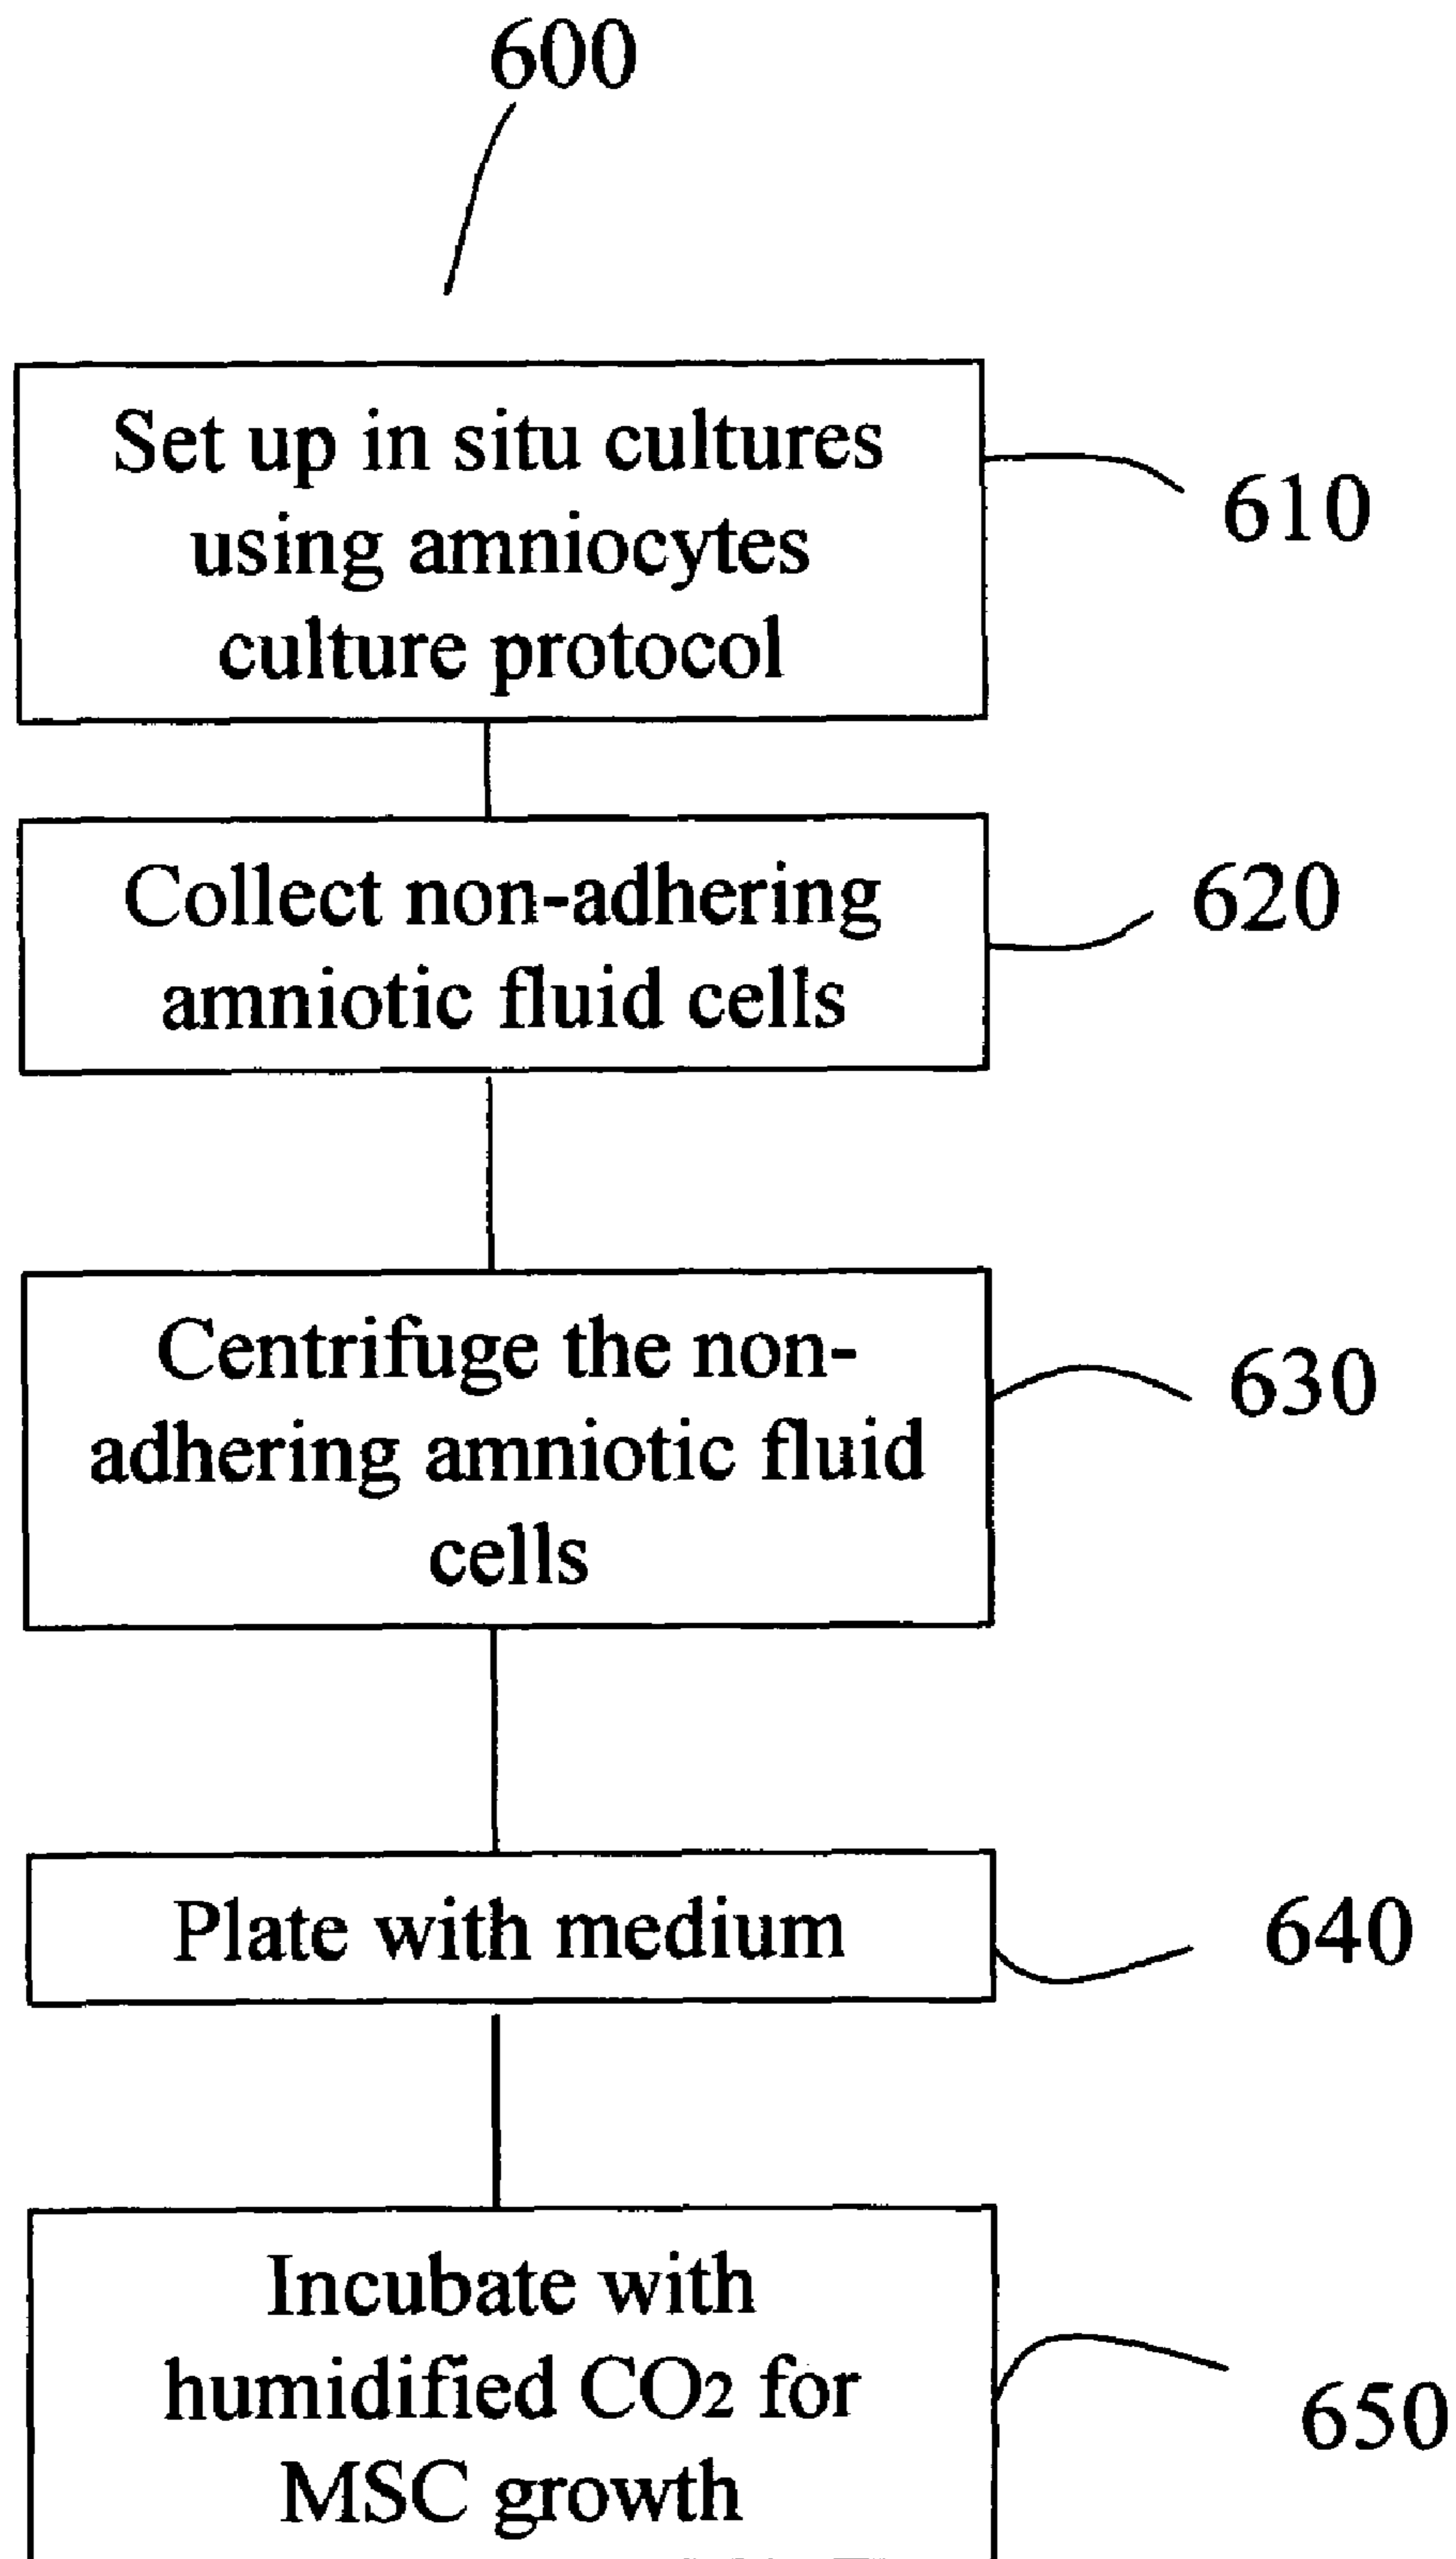 600
Set up in situ cultures
using amniocytes
culture protocol
610
Collect non-adhering
amniotic fluid cells
620
Centrifuge the non-
adhering amniotic fluid
cells
630
Plate with medium
640
Incubate with
humidified CO2 for
MSC growth
650